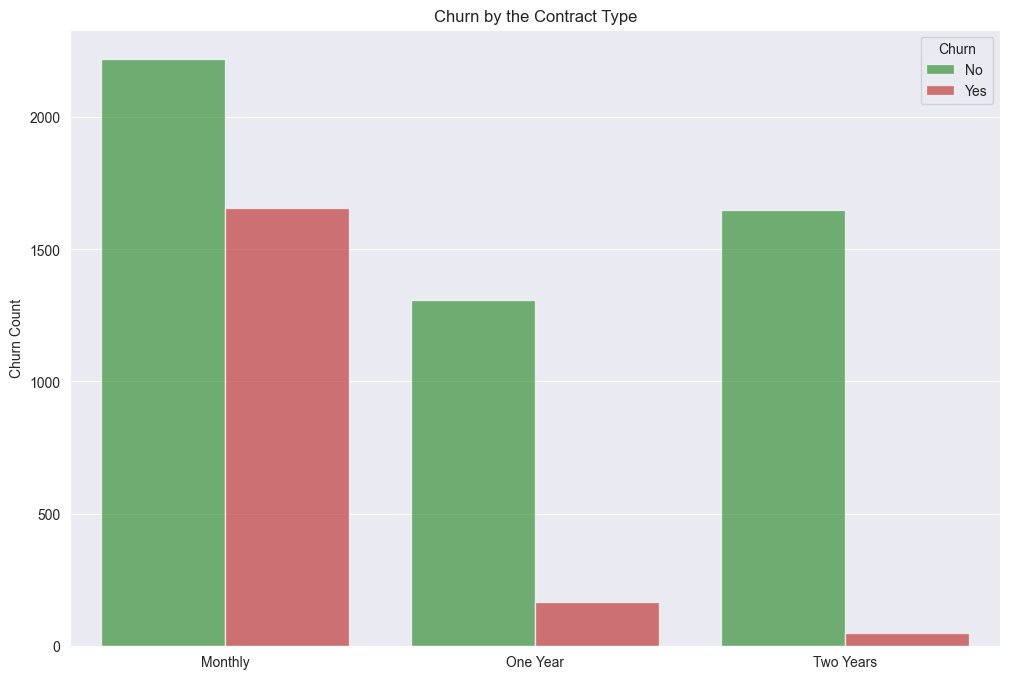 Churn by the Contract Type
Churn
No
Yes
Churn Count
2000
1500
1000
500
0
Monthly
One Year
Two Years